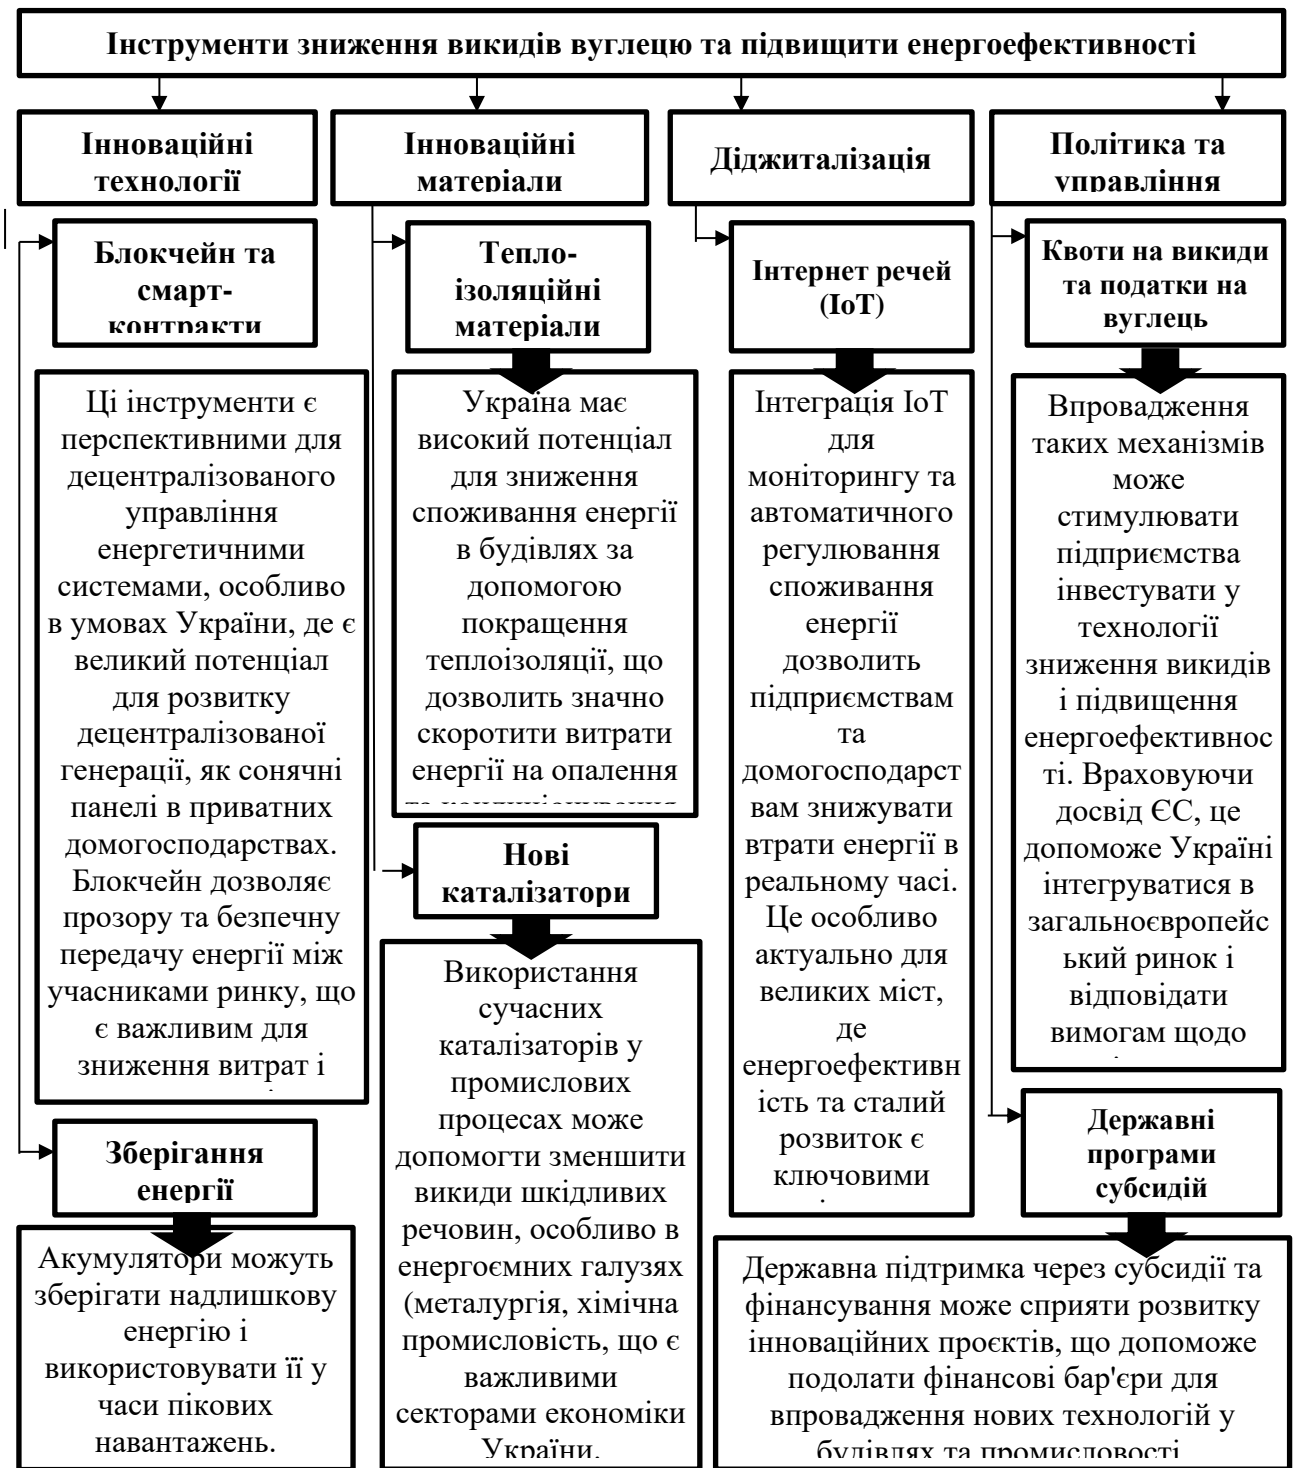 Інструменти зниження викидів вуглецю та підвищити енергоефективності
Інноваційні
технології
Блокчейн та
смарт-
контракти
Ці інструменти є
перспективними для
децентралізованого
управління
енергетичними
системами, особливо
в умовах України, де є
великий потенціал
для розвитку
децентралізованої
генерації, як сонячні
панелі в приватних
домогосподарствах.
Блокчейн дозволяє
прозору та безпечну
передачу енергії між
учасниками ринку, що
є важливим для
зниження витрат і
Зберігання
енергії
Акумулятори можуть
зберігати надлишкову
енергію і
використовувати її у
часи пікових
навантажень.
Інноваційні
матеріали
Тепло-
ізоляційні
матеріали
Україна має
високий потенціал
для зниження
споживання енергії
в будівлях за
допомогою
покращення
теплоізоляції, що
дозволить значно
скоротити витрати
енергії на опалення
та кондиціонування
Нові
каталізатори
Використання
сучасних
каталізаторів у
промислових
процесах може
допомогти зменшити
викиди шкідливих
речовин, особливо в
енергоємних галузях
(металургія, хімічна
промисловість, що є
важливими
секторами економіки
України.
Діджиталізація
Інтернет речей
(IoT)
Інтеграція IoT
для
моніторингу та
автоматичного
регулювання
споживання
енергії
дозволить
підприємствам
та
домогосподарст
вам знижувати
втрати енергії в
реальному часі.
Це особливо
актуально для
великих міст,
де
енергоефективн
ість та сталий
розвиток є
ключовими
Політика та
управління
Квоти на викиди
та податки на
вуглець
Впровадження
таких механізмів
може
стимулювати
підприємства
інвестувати у
технології
зниження викидів
і підвищення
енергоефективнос
ті. Враховуючи
досвід ЄС, це
допоможе Україні
інтегруватися в
загальноєвропейс
ький ринок і
відповідати
вимогам щодо
Державні
програми
субсидій
Державна підтримка через субсидії та
фінансування може сприяти розвитку
інноваційних проєктів, що допоможе
подолати фінансові бар'єри для
впровадження нових технологій у
будівлях та промисловості